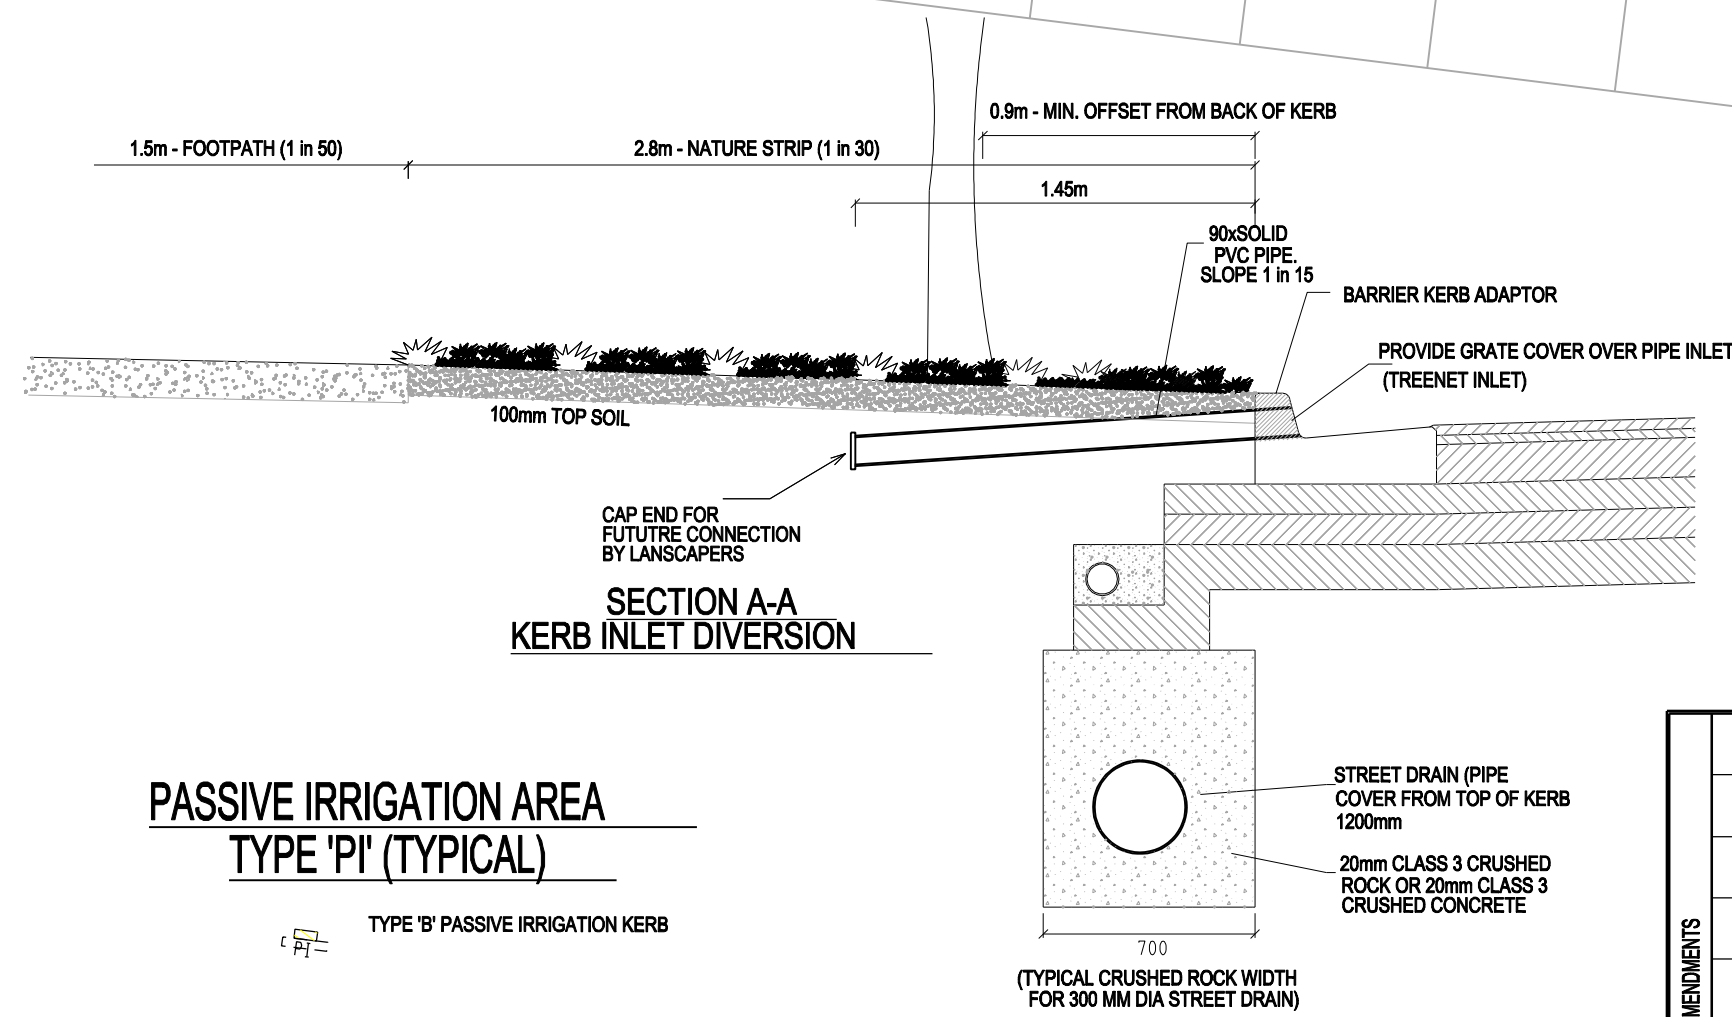 0.9m - MIN. OFFSET FROM BACK OF KERB
1.5m - FOOTPATH (1 in 50)
2.8m - NATURE STRIP (1 in 30)
1.45m
90xSOLID
PVC PIPE.
SLOPE 1 in 15
BARRIER KERB ADAPTOR
PROVIDE GRATE COVER OVER PIPE INLET
(TREENET INLET)
100mm TOP SOIL
CAP END FOR
FUTUTRE CONNECTION
BY LANSCAPERS
SECTION A-A
KERB INLET DIVERSION
PASSIVE IRRIGATION AREA
TYPE 'PI' (TYPICAL)
STREET DRAIN (PIPE
COVER FROM TOP OF KERB
1200mm
20mm CLASS 3 CRUSHED
ROCK OR 20mm CLASS 3
CRUSHED CONCRETE
TYPE 'B' PASSIVE IRRIGATION KERB
PI
700
(TYPICAL CRUSHED ROCK WIDTH
FOR 300 MM DIA STREET DRAIN)
MENDMENTS